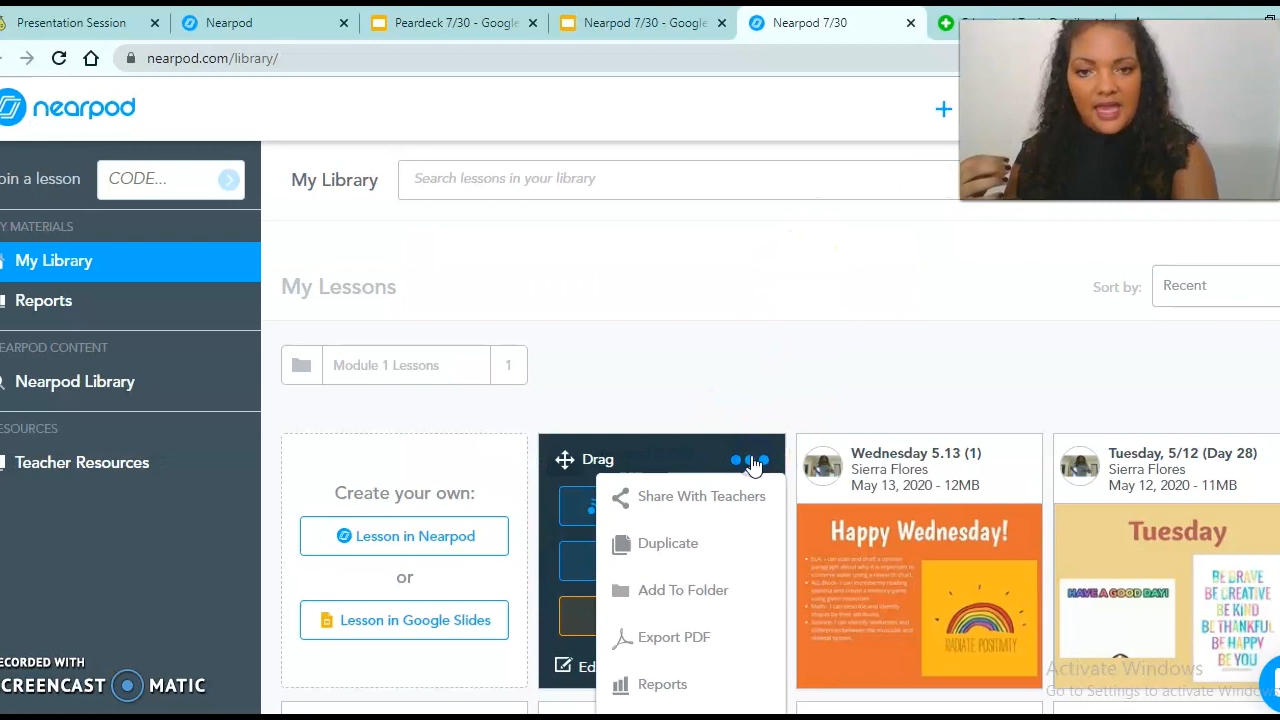 Presentation Session
Nearpod
Peardeck 7/30 - Google
Nearpod 7/30 - Google
Nearpod 7/30
nearpod.com/library/
nearpod
+
oin a lesson
CODE...
My Library
Search lessons in your library
Y MATERIALS
My Library
Reports
EARPOD CONTENT
Nearpod Library
ESOURCES
Teacher Resources
My Lessons
Sort by:
Recent
Module 1 Lessons
1
Create your own:
Lesson in Nearpod
or
Lesson in Google Slides
Drag
Share With Teachers
Duplicate
Add To Folder
Export PDF
Reports
Ed
Wednesday 5.13 (1)
Sierra Flores
May 13, 2020 - 12MB
Happy Wednesday!
RADIATE POSITIVITY
Tuesday, 5/12 (Day 28)
Sierra Flores
May 12, 2020 - 11MB
Tuesday
HAVE A GOOD DAY!
BE BRAVE
BE CREATIVE
BE KIND
BE THANKFUL
BE HAPPY
BE YOU
Activate Windows
Go to Settings to activate Windows
ECORDED WITH
CREENCAST MATIC